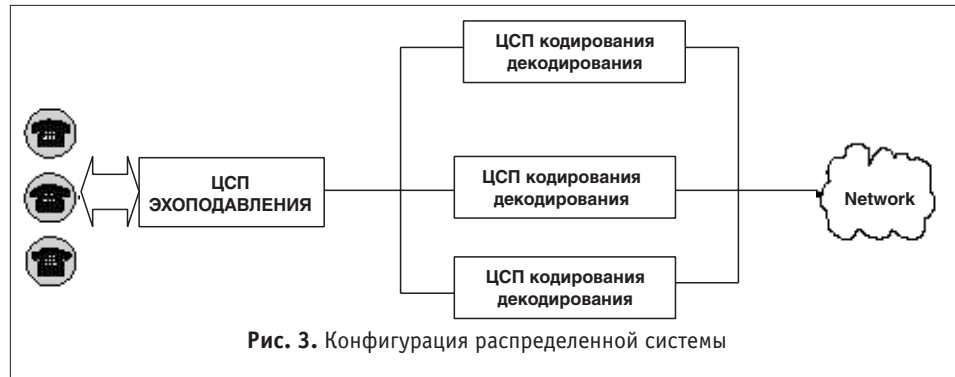 ЦСП кодирования
декодирования
ЦСП
ЭХОПОДАВЛЕНИЯ
ЦСП кодирования
декодирования
Network
ЦСП кодирования
декодирования
Рис. 3. Конфигурация распределенной системы